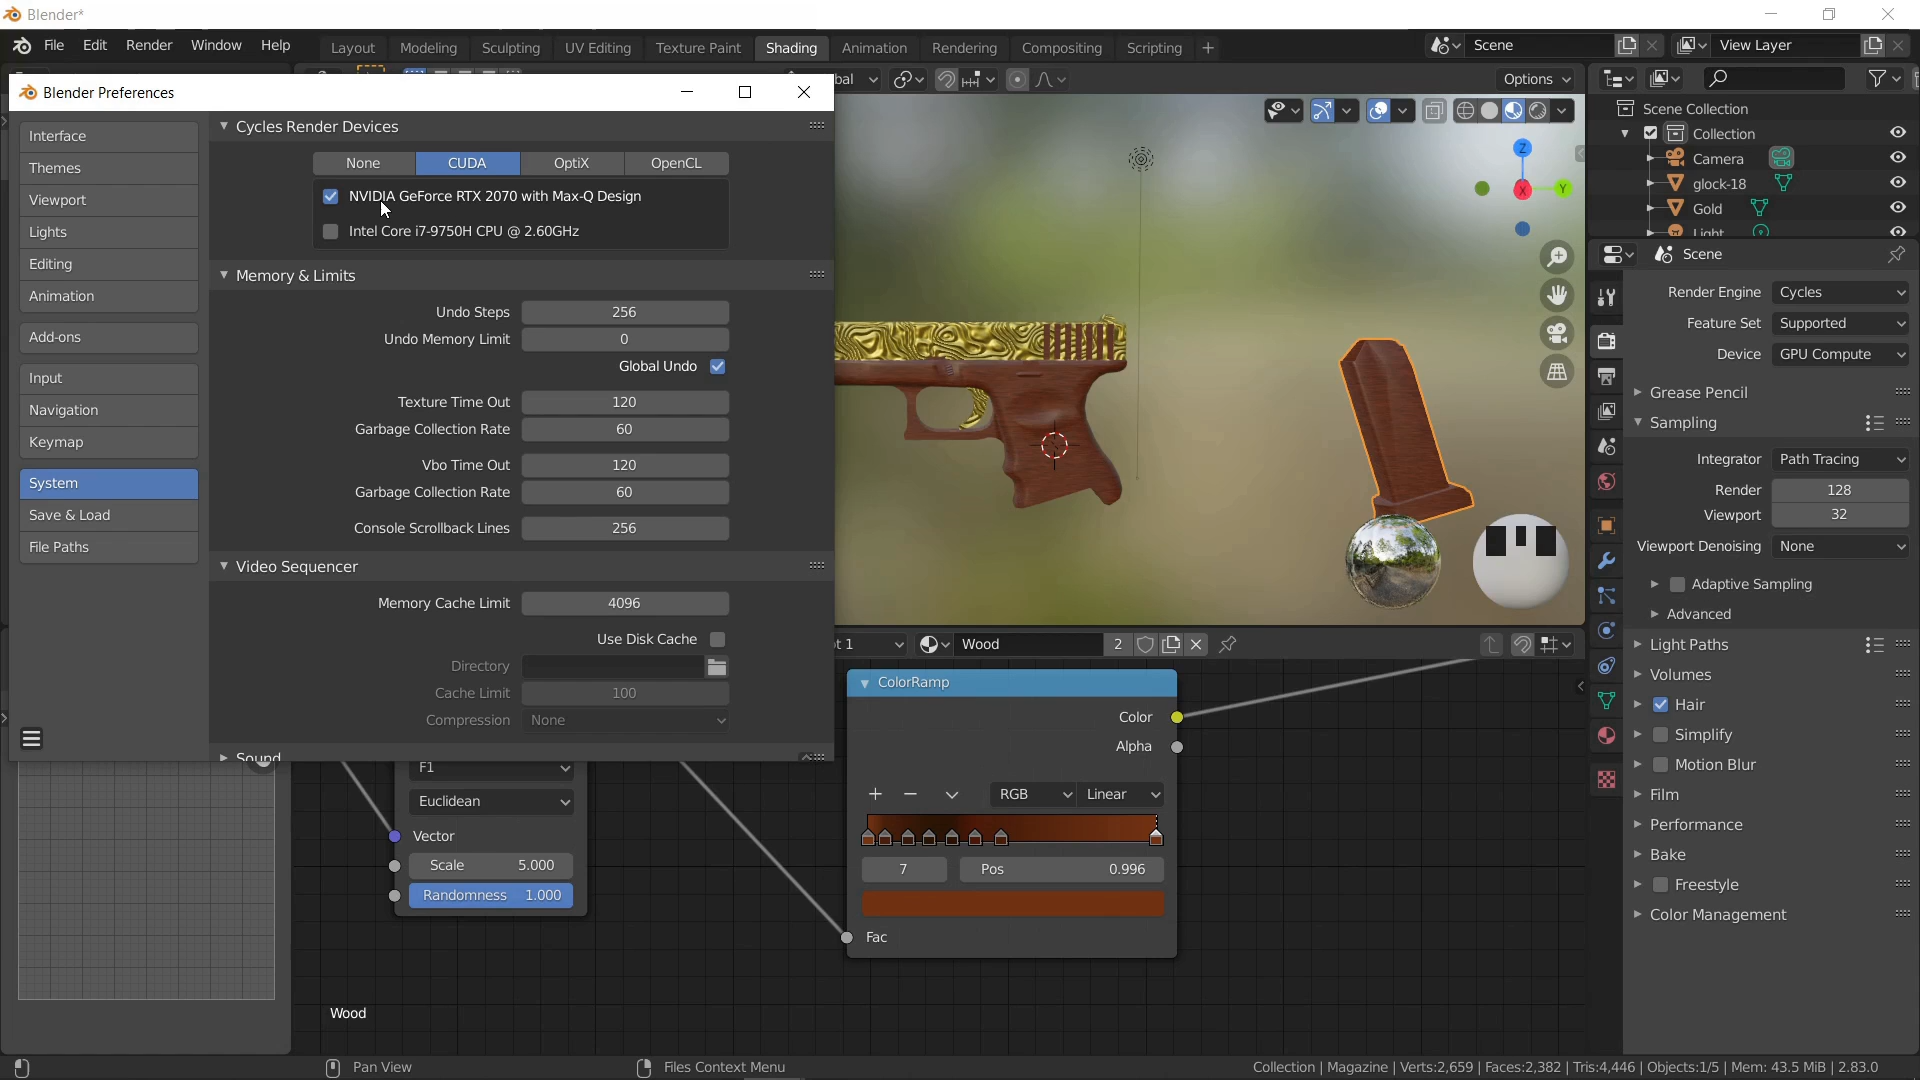 Blender*
File Edit Render Window Help Layout Modeling Sculpting UV Editing Texture Paint Shading Animation Rendering Compositing Scripting + Scene View Layer
bal Options
Blender Preferences
Interface
Themes
Viewport
Lights
Editing
Animation
Add-ons
Input
Navigation
Keymap
System
Save & Load
File Paths
Cycles Render Devices
None CUDA OptiX OpenCL
NVIDIA GeForce RTX 2070 with Max-Q Design
Intel Core i7-9750H CPU @ 2.60GHz
Memory & Limits
Undo Steps 256
Undo Memory Limit 0
Global Undo
Texture Time Out 120
Garbage Collection Rate 60
Vbo Time Out 120
Garbage Collection Rate 60
Console Scrollback Lines 256
Video Sequencer
Memory Cache Limit 4096
Use Disk Cache
Directory
Cache Limit 100
Compression None
Sound
Z
X
Y
Scene Collection
Collection
Camera
glock-18
Gold
Light
Scene
Render Engine Cycles
Feature Set Supported
Device GPU Compute
Grease Pencil
Sampling
Integrator Path Tracing
Render 128
Viewport 32
Viewport Denoising None
Adaptive Sampling
Advanced
Light Paths
Volumes
Hair
Simplify
Motion Blur
Film
Performance
Bake
Freestyle
Color Management
t 1 Wood 2
F1
Euclidean
Vector
Scale 5.000
Randomness 1.000
ColorRamp
Color
Alpha
+ − RGB Linear
7 Pos 0.996
Fac
Wood
Pan View Files Context Menu Collection | Magazine | Verts:2,659 | Faces:2,382 | Tris:4,446 | Objects:1/5 | Mem: 43.5 MiB | 2.83.0